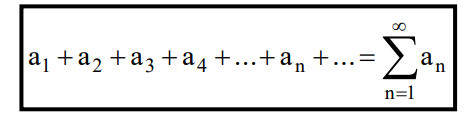 a₁ + a₂ + a₃ + a₄ + ... + aₙ + ... = ∑_{n=1}^{∞} aₙ